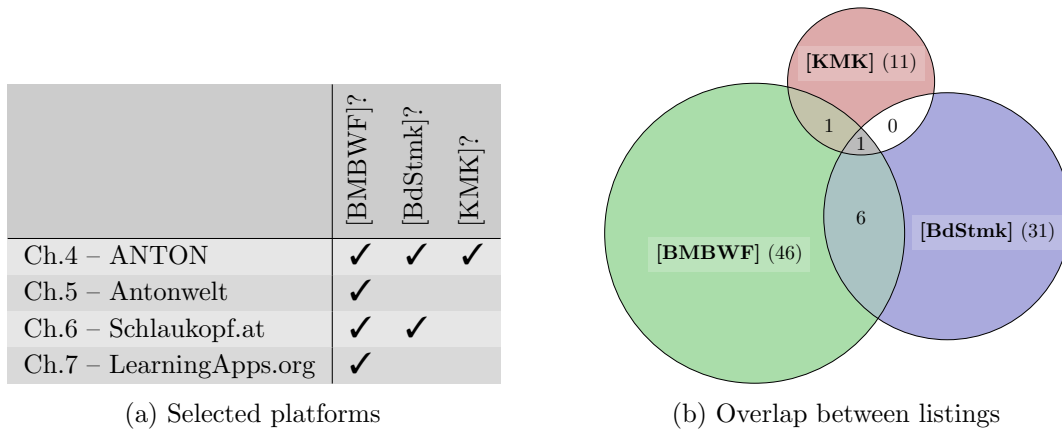 [BMBWF]?
[BdStmk]?
[KMK]?
Ch.4 – ANTON ✓ ✓ ✓
Ch.5 – Antonwelt ✓
Ch.6 – Schlaukopf.at ✓ ✓
Ch.7 – LearningApps.org ✓
(a) Selected platforms
[KMK] (11)
1
0
1
6
[BdStmk] (31)
[BMBWF] (46)
(b) Overlap between listings